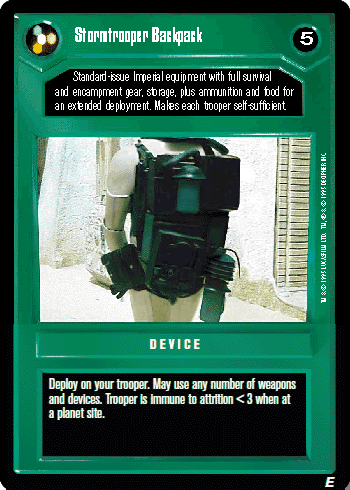 Stormtrooper Backpack
5
Standard-issue Imperial equipment with full survival
and encampment gear, storage, plus ammunition and food for
an extended deployment. Makes each trooper self-sufficient.
DEVICE
Deploy on your trooper. May use any number of weapons
and devices. Trooper is immune to attrition < 3 when at
a planet site.
E